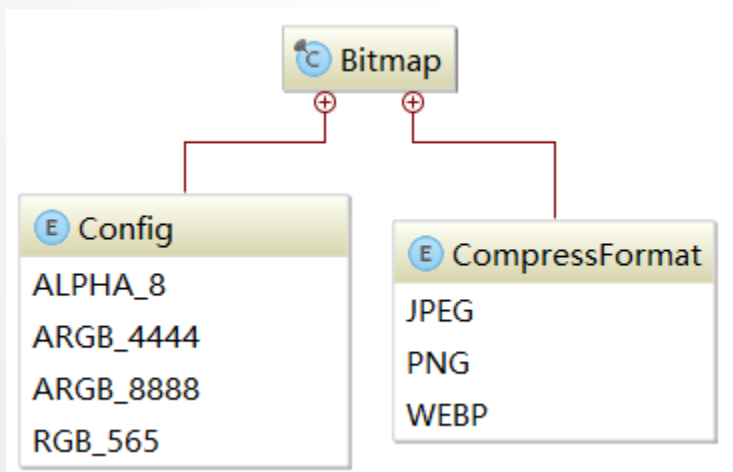 C Bitmap
E Config
ALPHA_8
ARGB_4444
ARGB_8888
RGB_565
E CompressFormat
JPEG
PNG
WEBP